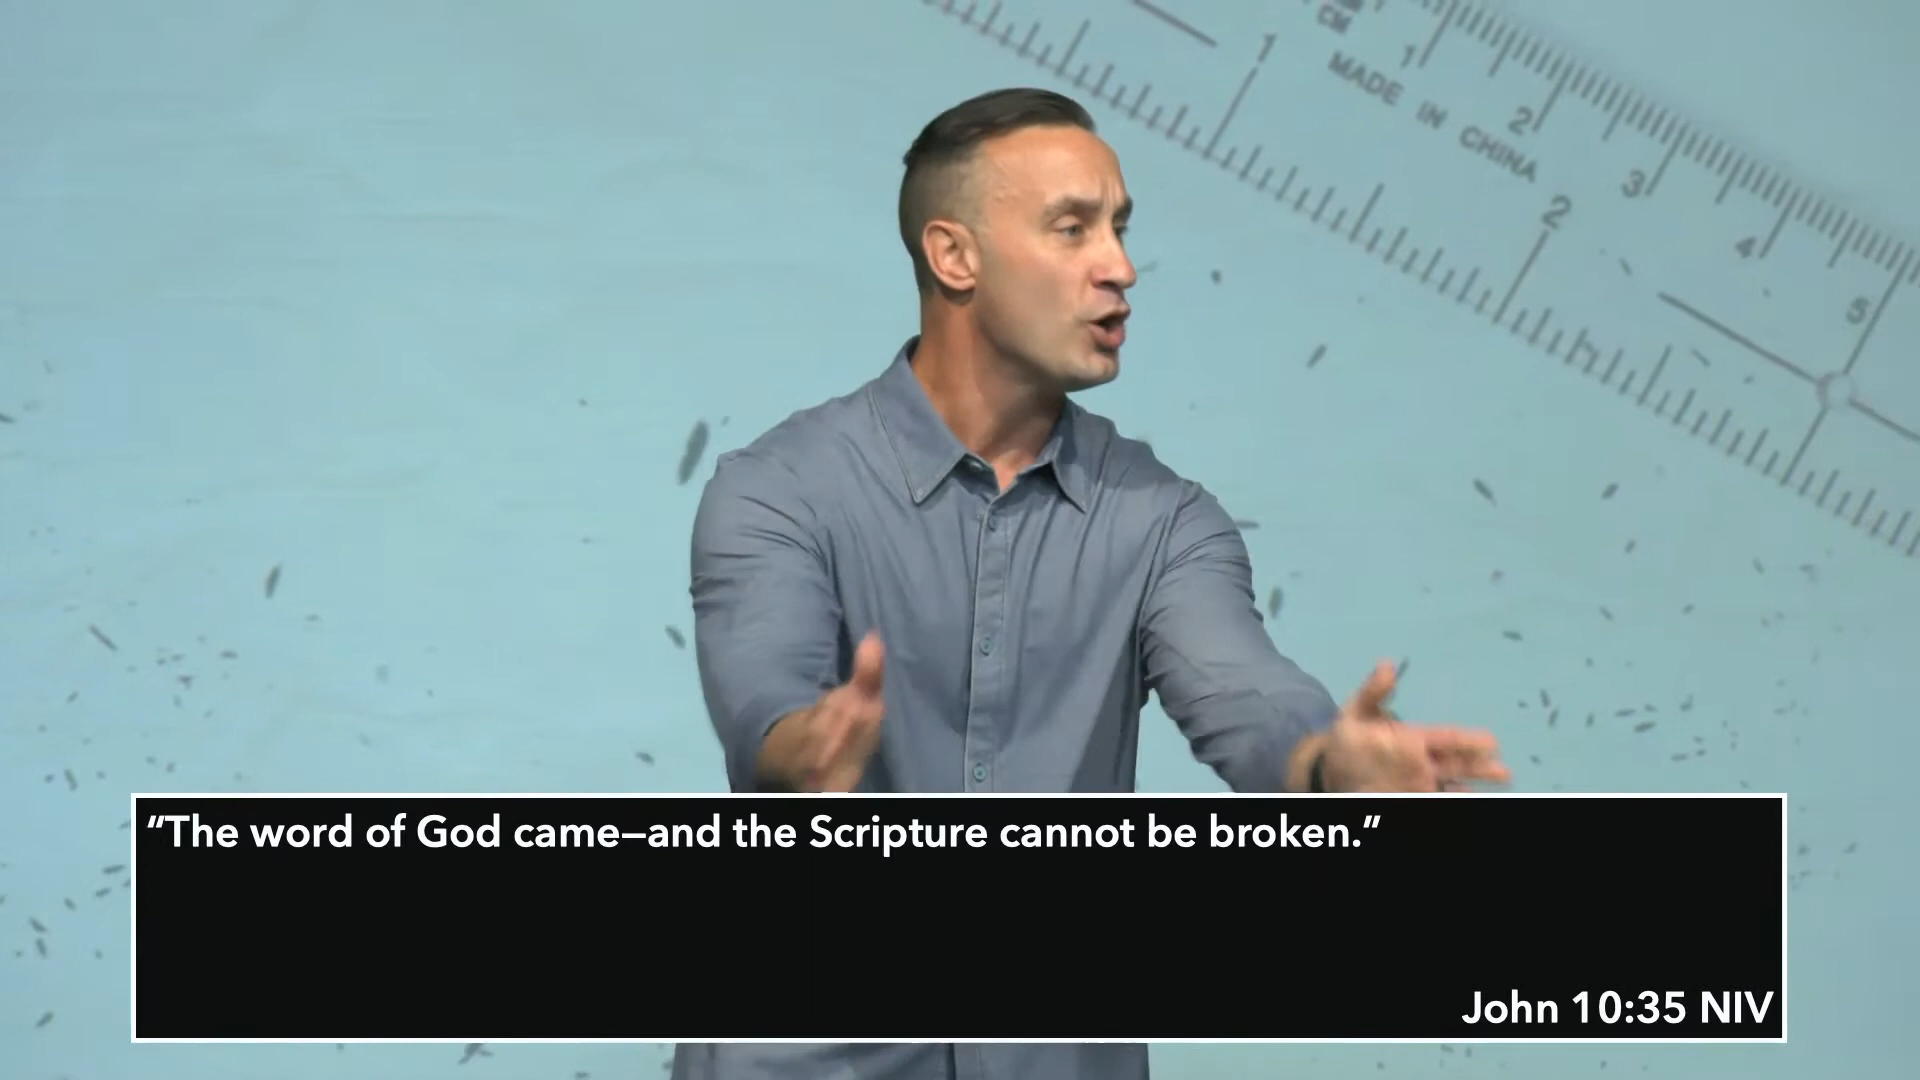 CM
1
1
MADE IN CHINA
2
2
3
4
5
“The word of God came—and the Scripture cannot be broken.”
John 10:35 NIV